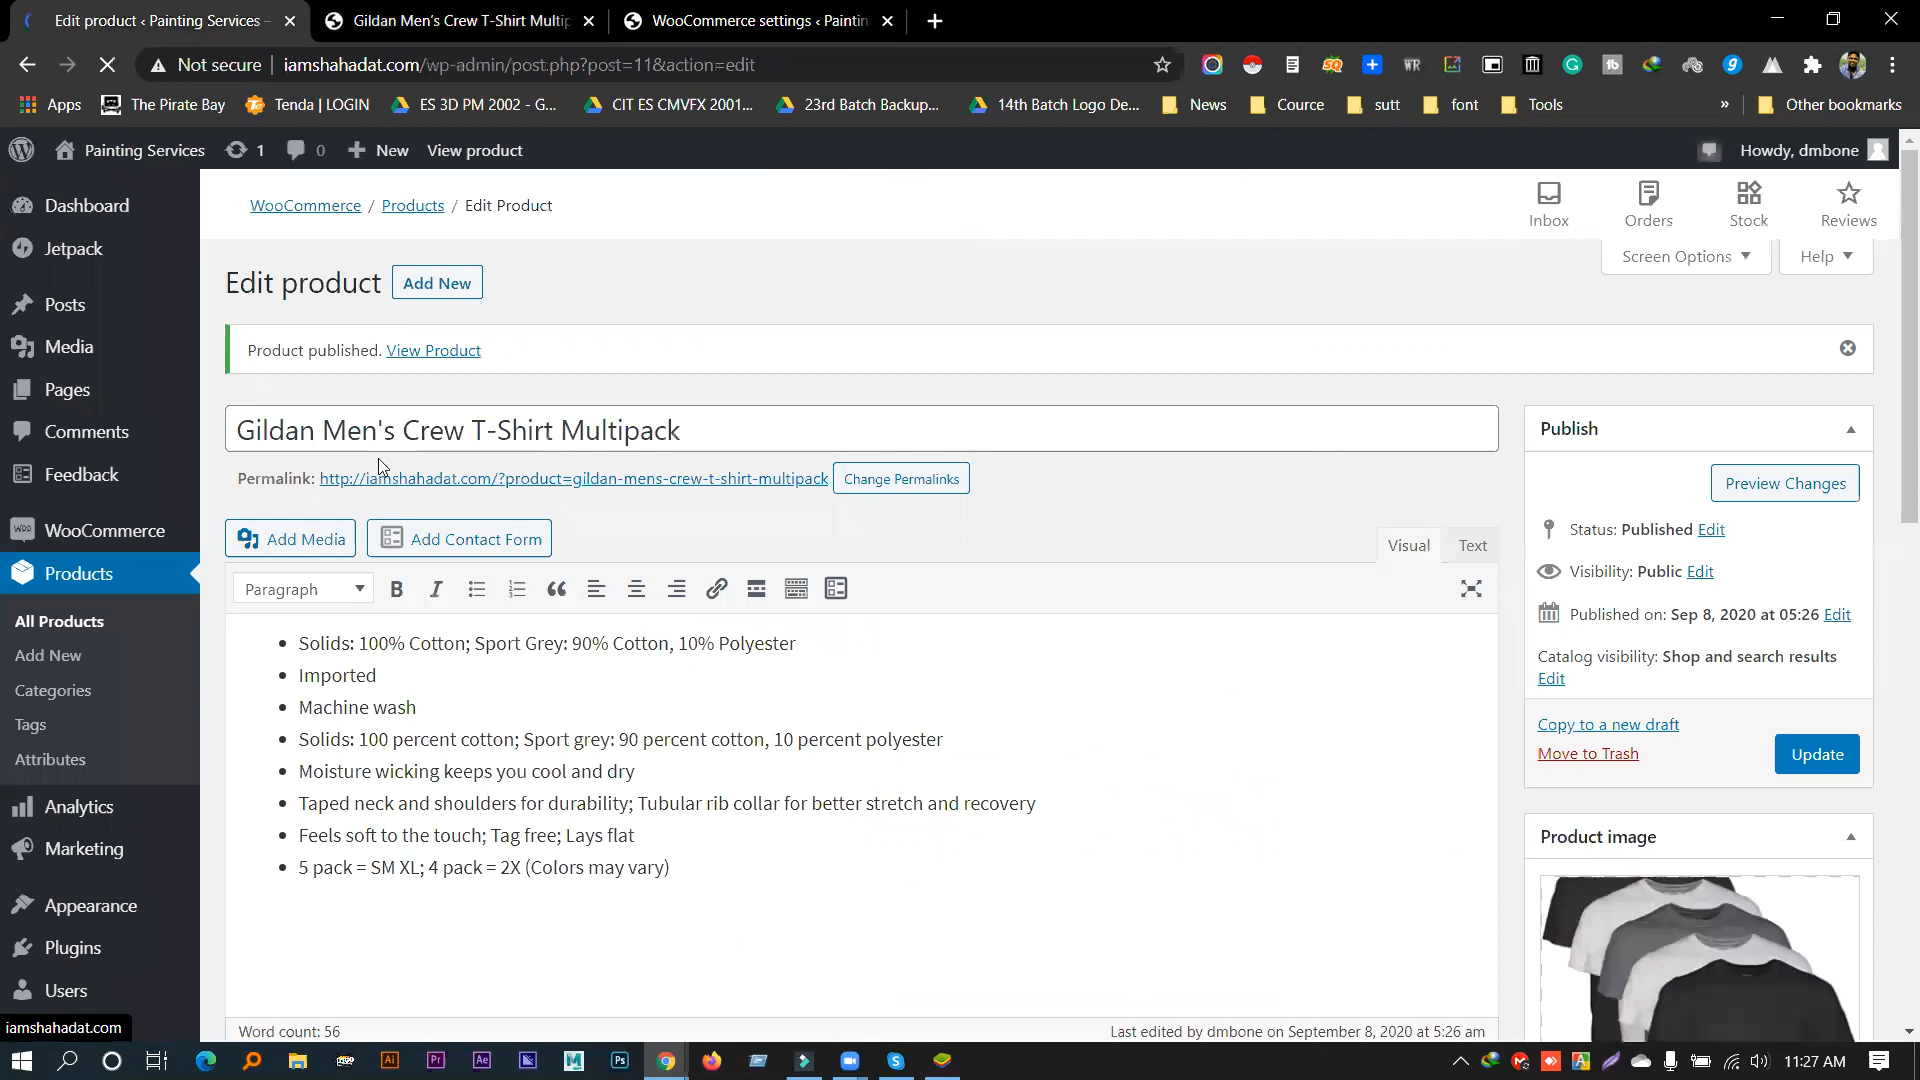 Edit product ‹ Painting Services –
Gildan Men's Crew T-Shirt Multip
WooCommerce settings ‹ Paintin
Not secure | iamshahadat.com/wp-admin/post.php?post=11&action=edit
Apps
The Pirate Bay
Tenda | LOGIN
ES 3D PM 2002 - G...
CIT ES CMVFX 2001...
23rd Batch Backup...
14th Batch Logo De...
News
Cource
sutt
font
Tools
»
Other bookmarks
Painting Services
1
0
New
View product
Howdy, dmbone
Dashboard
Jetpack
Posts
Media
Pages
Comments
Feedback
WooCommerce
Products
All Products
Add New
Categories
Tags
Attributes
Analytics
Marketing
Appearance
Plugins
Users
iamshahadat.com
WooCommerce / Products / Edit Product
Inbox
Orders
Stock
Reviews
Screen Options
Help
Edit product
Add New
Product published. View Product
Gildan Men's Crew T-Shirt Multipack
Permalink: http://iamshahadat.com/?product=gildan-mens-crew-t-shirt-multipack
Change Permalinks
Add Media
Add Contact Form
Visual
Text
Paragraph
• Solids: 100% Cotton; Sport Grey: 90% Cotton, 10% Polyester
• Imported
• Machine wash
• Solids: 100 percent cotton; Sport grey: 90 percent cotton, 10 percent polyester
• Moisture wicking keeps you cool and dry
• Taped neck and shoulders for durability; Tubular rib collar for better stretch and recovery
• Feels soft to the touch; Tag free; Lays flat
• 5 pack = SM XL; 4 pack = 2X (Colors may vary)
Word count: 56
Last edited by dmbone on September 8, 2020 at 5:26 am
Publish
Preview Changes
Status: Published Edit
Visibility: Public Edit
Published on: Sep 8, 2020 at 05:26 Edit
Catalog visibility: Shop and search results
Edit
Copy to a new draft
Move to Trash
Update
Product image
11:27 AM